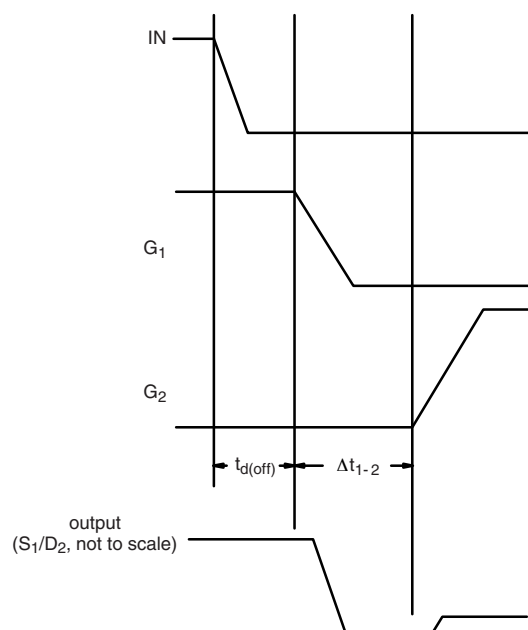 IN
G1
G2
td(off)
Δt1-2
output
(S1/D2, not to scale)